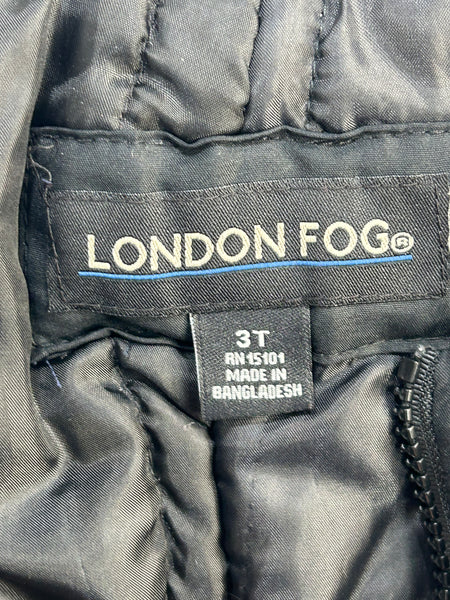 LONDON FOG®
3T
RN 15101
MADE IN
BANGLADESH